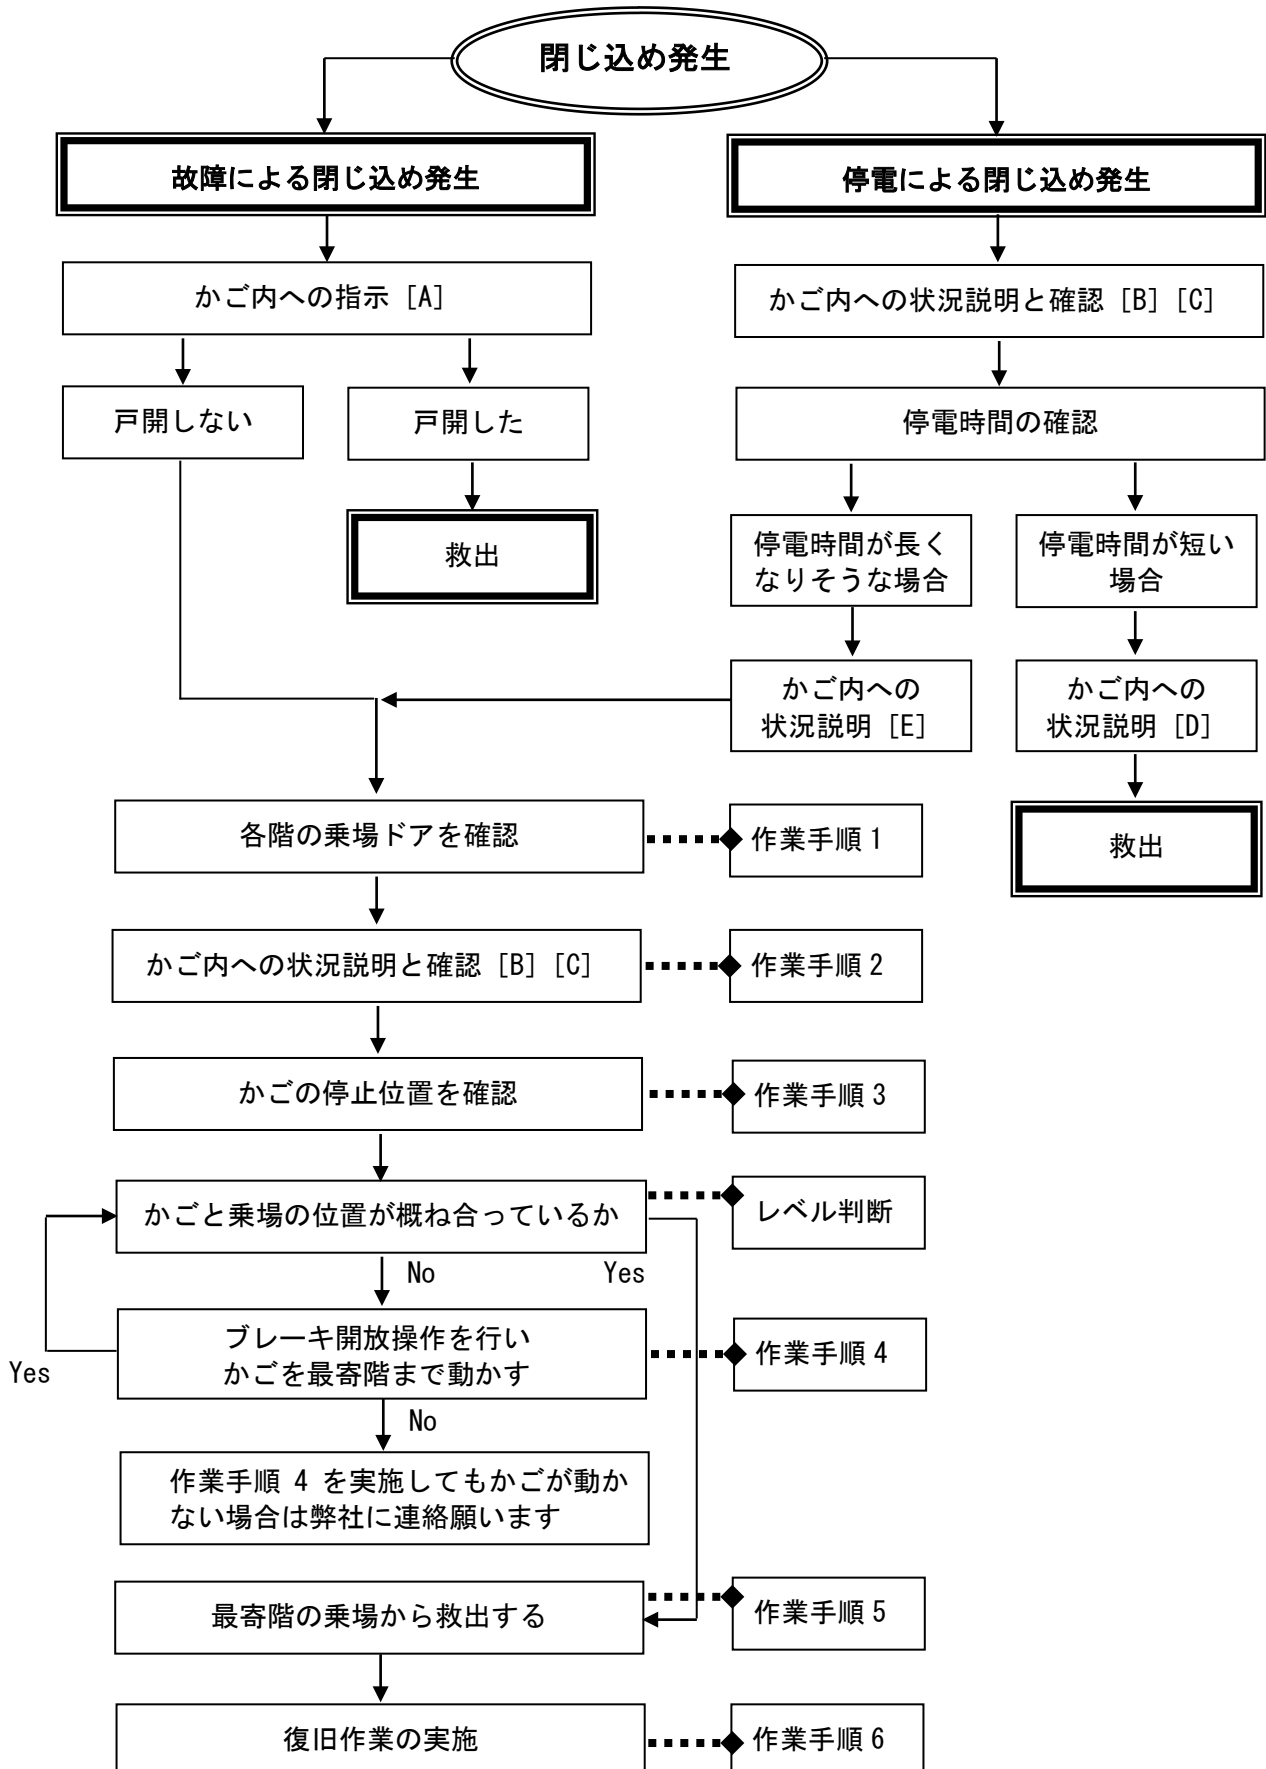 閉じ込め発生
故障による閉じ込め発生
停電による閉じ込め発生
かご内への指示 [A]
かご内への状況説明と確認 [B] [C]
戸開しない
戸開した
停電時間の確認
救出
停電時間が長く
なりそうな場合
停電時間が短い
場合
かご内への
状況説明 [E]
かご内への
状況説明 [D]
救出
各階の乗場ドアを確認
作業手順 1
かご内への状況説明と確認 [B] [C]
作業手順 2
かごの停止位置を確認
作業手順 3
かごと乗場の位置が概ね合っているか
レベル判断
No
Yes
ブレーキ開放操作を行い
かごを最寄階まで動かす
作業手順 4
Yes
No
作業手順 4 を実施してもかごが動か
ない場合は弊社に連絡願います
最寄階の乗場から救出する
作業手順 5
復旧作業の実施
作業手順 6